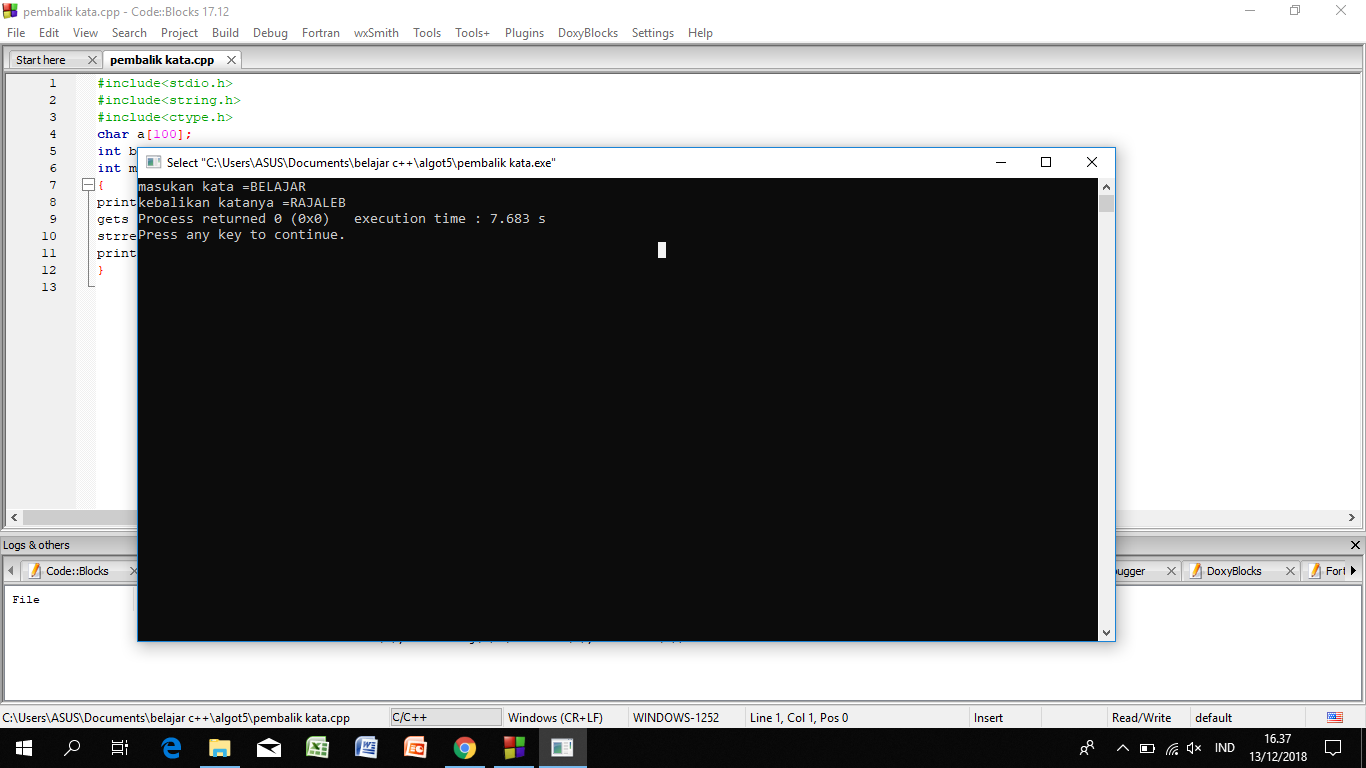 pembalik kata.cpp - Code::Blocks 17.12
File Edit View Search Project Build Debug Fortran wxSmith Tools Tools+ Plugins DoxyBlocks Settings Help
Start here pembalik kata.cpp
1 #include<stdio.h>
2 #include<string.h>
3 #include<ctype.h>
4 char a[100];
5 int b
6 int m
7 {
8 print
9 gets
10 strre
11 print
12 }
13
Select "C:\Users\ASUS\Documents\belajar c++\algot5\pembalik kata.exe"
masukan kata =BELAJAR
kebalikan katanya =RAJALEB
Process returned 0 (0x0)   execution time : 7.683 s
Press any key to continue.
Logs & others
Code::Blocks ugger DoxyBlocks Fort
File
C:\Users\ASUS\Documents\belajar c++\algot5\pembalik kata.cpp C/C++ Windows (CR+LF) WINDOWS-1252 Line 1, Col 1, Pos 0 Insert Read/Write default
IND
16.37
13/12/2018